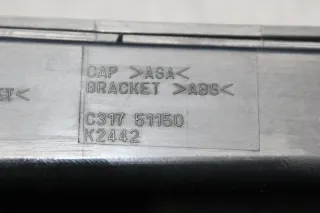 CAP >ASA<
BRACKET >ABS<
C317 51150
K2442